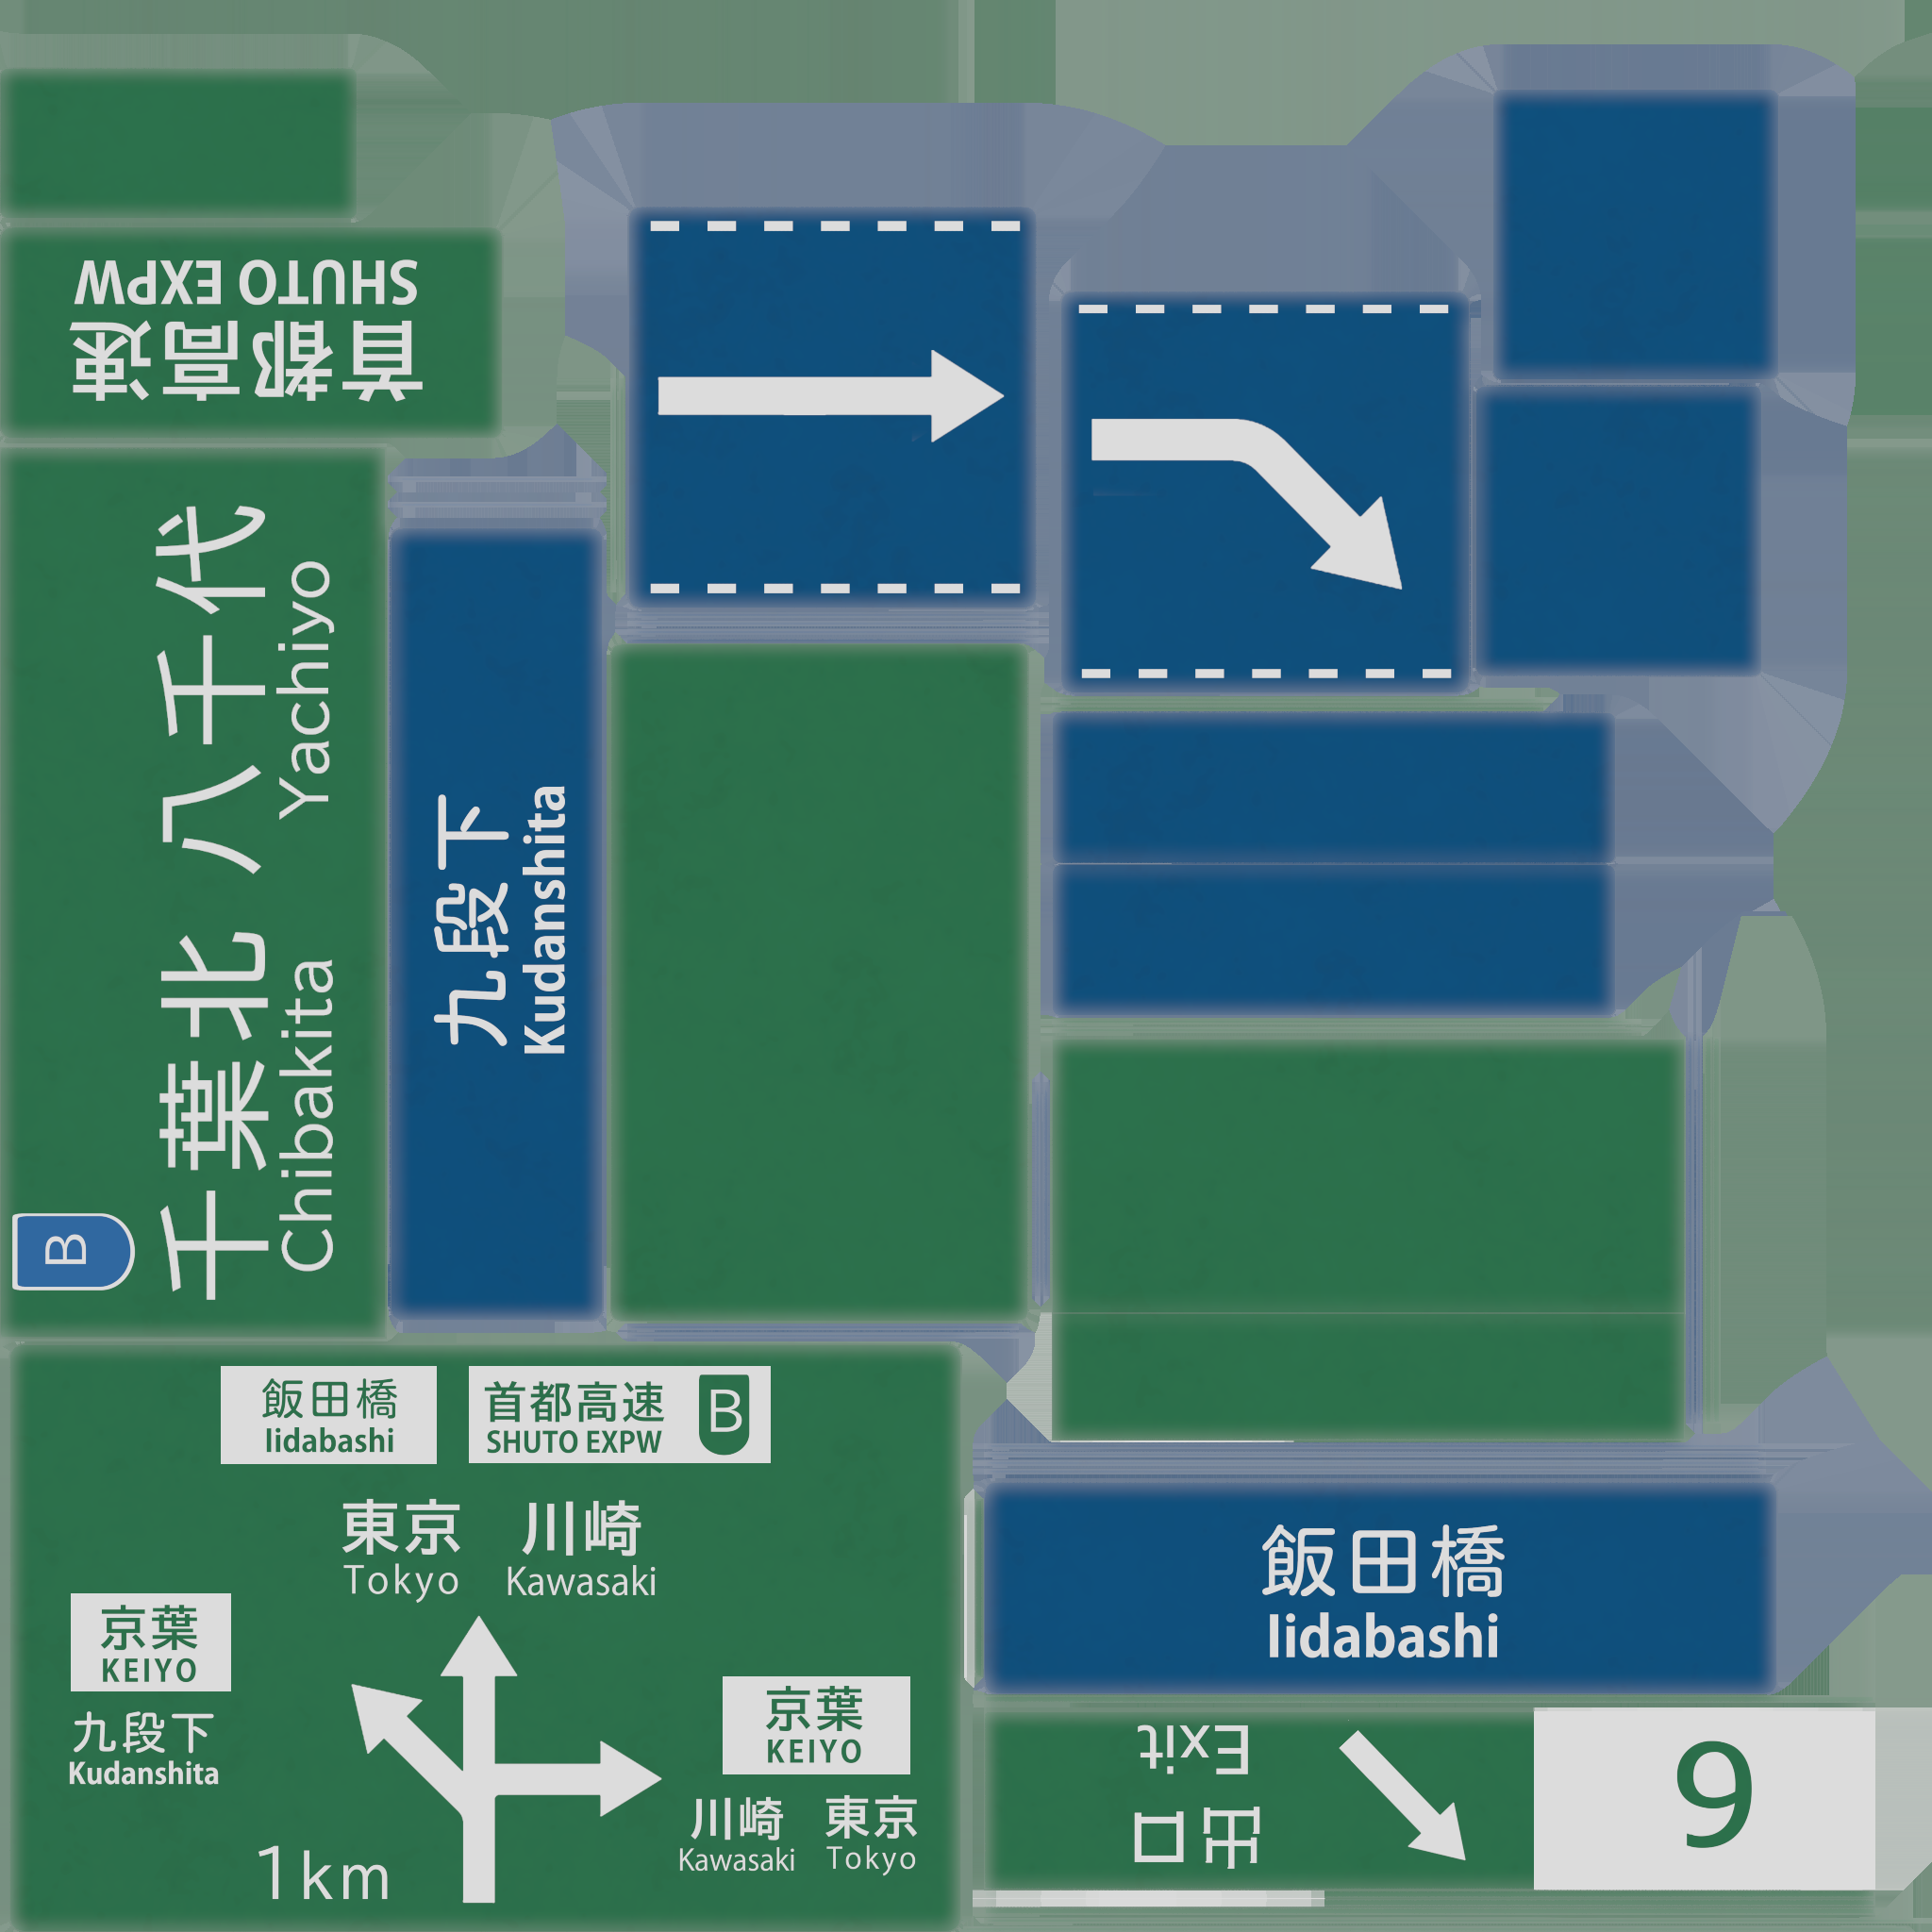 首都高速
SHUTO EXPW
千葉北 八千代
Chibakita Yachiyo
B
九段下
Kudanshita
飯田橋
Iidabashi
首都高速
SHUTO EXPW
B
東京 川崎
Tokyo Kawasaki
京葉
KEIYO
九段下
Kudanshita
京葉
KEIYO
川崎 東京
Kawasaki Tokyo
1km
飯田橋
Iidabashi
6
出口
Exit